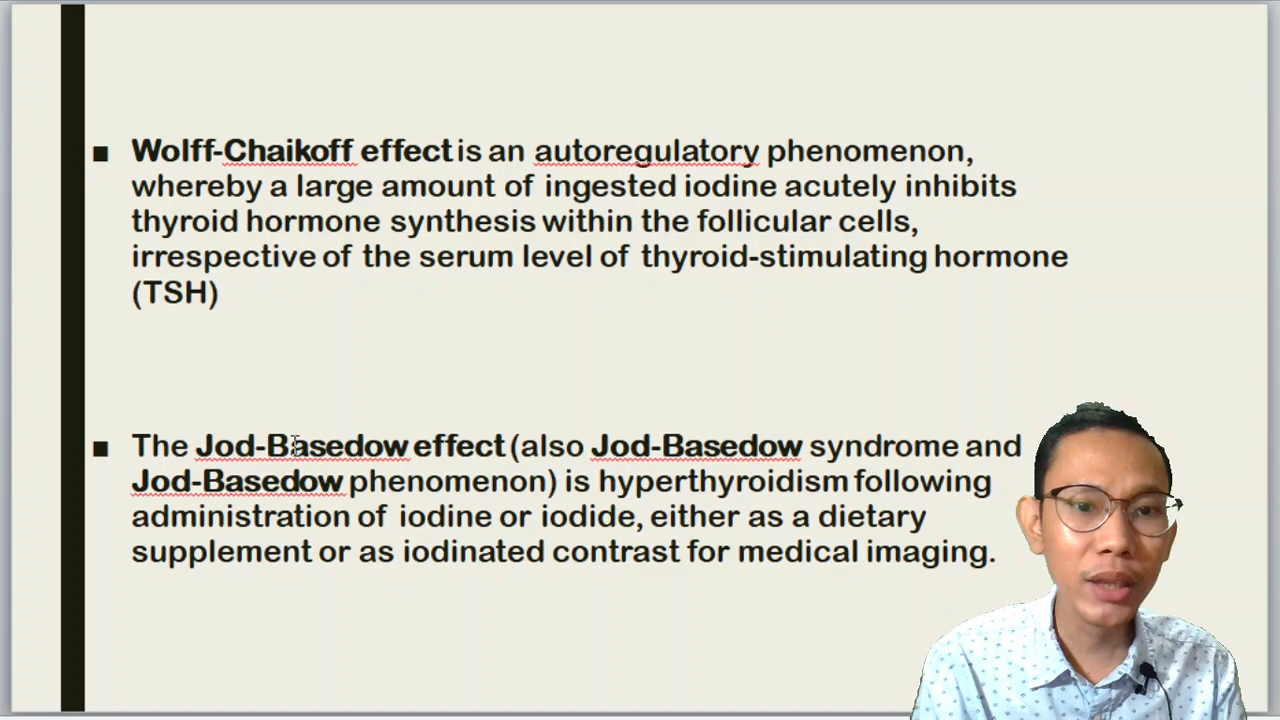 Wolff-Chaikoff effect is an autoregulatory phenomenon,
whereby a large amount of ingested iodine acutely inhibits
thyroid hormone synthesis within the follicular cells,
irrespective of the serum level of thyroid-stimulating hormone
(TSH)
The Jod-Basedow effect (also Jod-Basedow syndrome and
Jod-Basedow phenomenon) is hyperthyroidism following
administration of iodine or iodide, either as a dietary
supplement or as iodinated contrast for medical imaging.